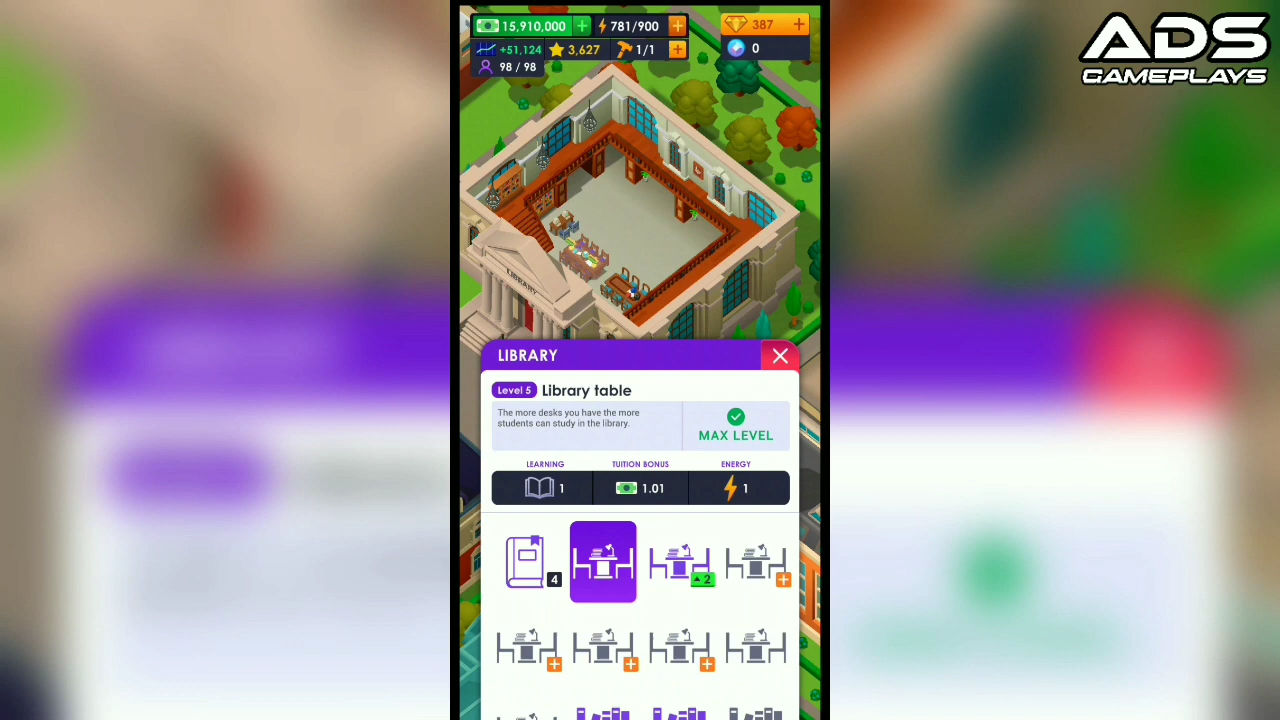 ADS
GAMEPLAYS
15,910,000 781/900 387
+51,124 3,627 1/1 0
98 / 98
LIBRARY
LIBRARY
Level 5 Library table
The more desks you have the more
students can study in the library.
MAX LEVEL
LEARNING TUITION BONUS ENERGY
1 1.01 1
4 2